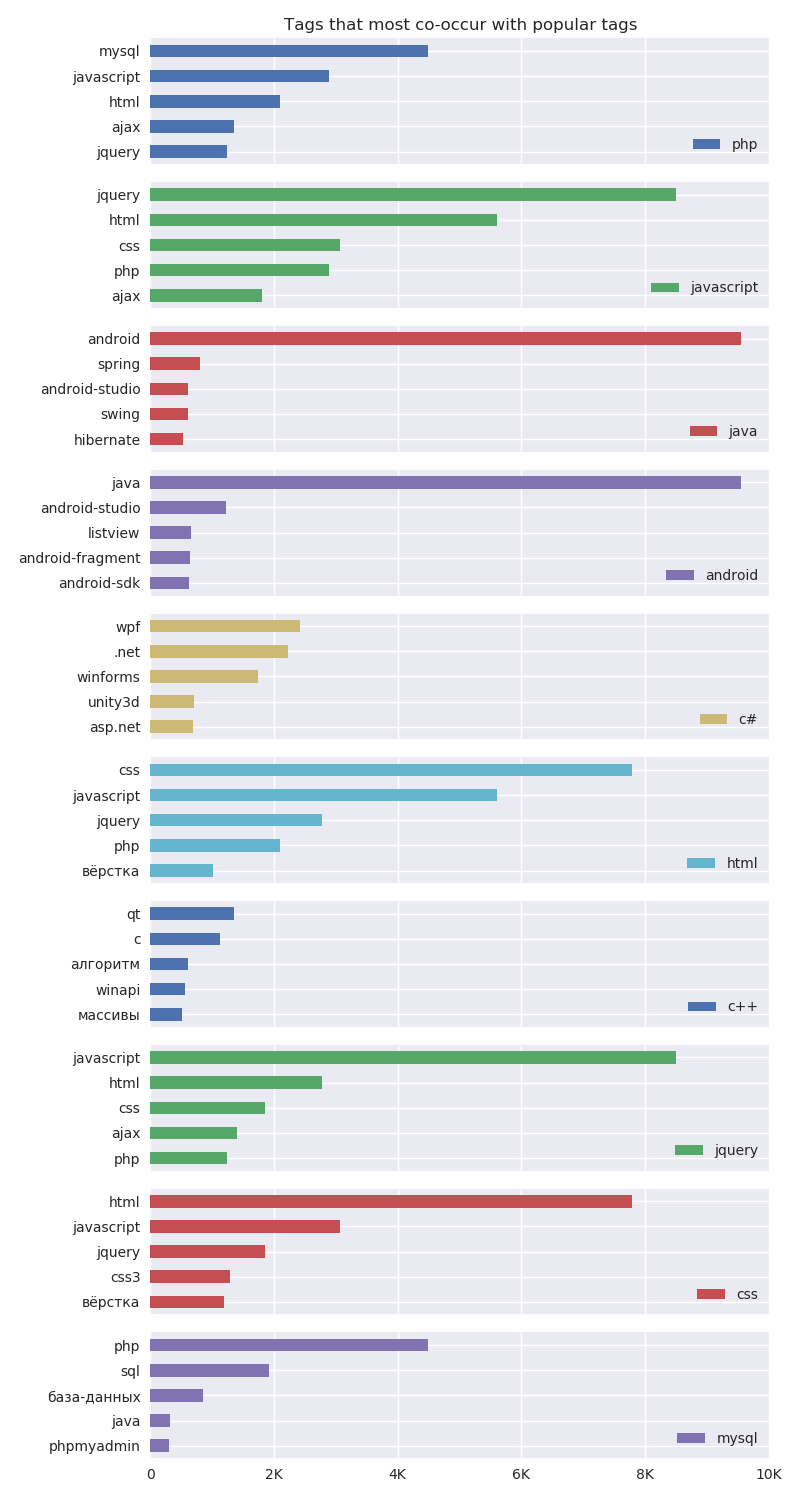 Tags that most co-occur with popular tags
mysql
javascript
html
ajax
jquery
php
jquery
html
css
php
ajax
javascript
android
spring
android-studio
swing
hibernate
java
java
android-studio
listview
android-fragment
android-sdk
android
wpf
.net
winforms
unity3d
asp.net
c#
css
javascript
jquery
php
вёрстка
html
qt
c
алгоритм
winapi
массивы
c++
javascript
html
css
ajax
php
jquery
html
javascript
jquery
css3
вёрстка
css
php
sql
база-данных
java
phpmyadmin
mysql
0 2K 4K 6K 8K 10K